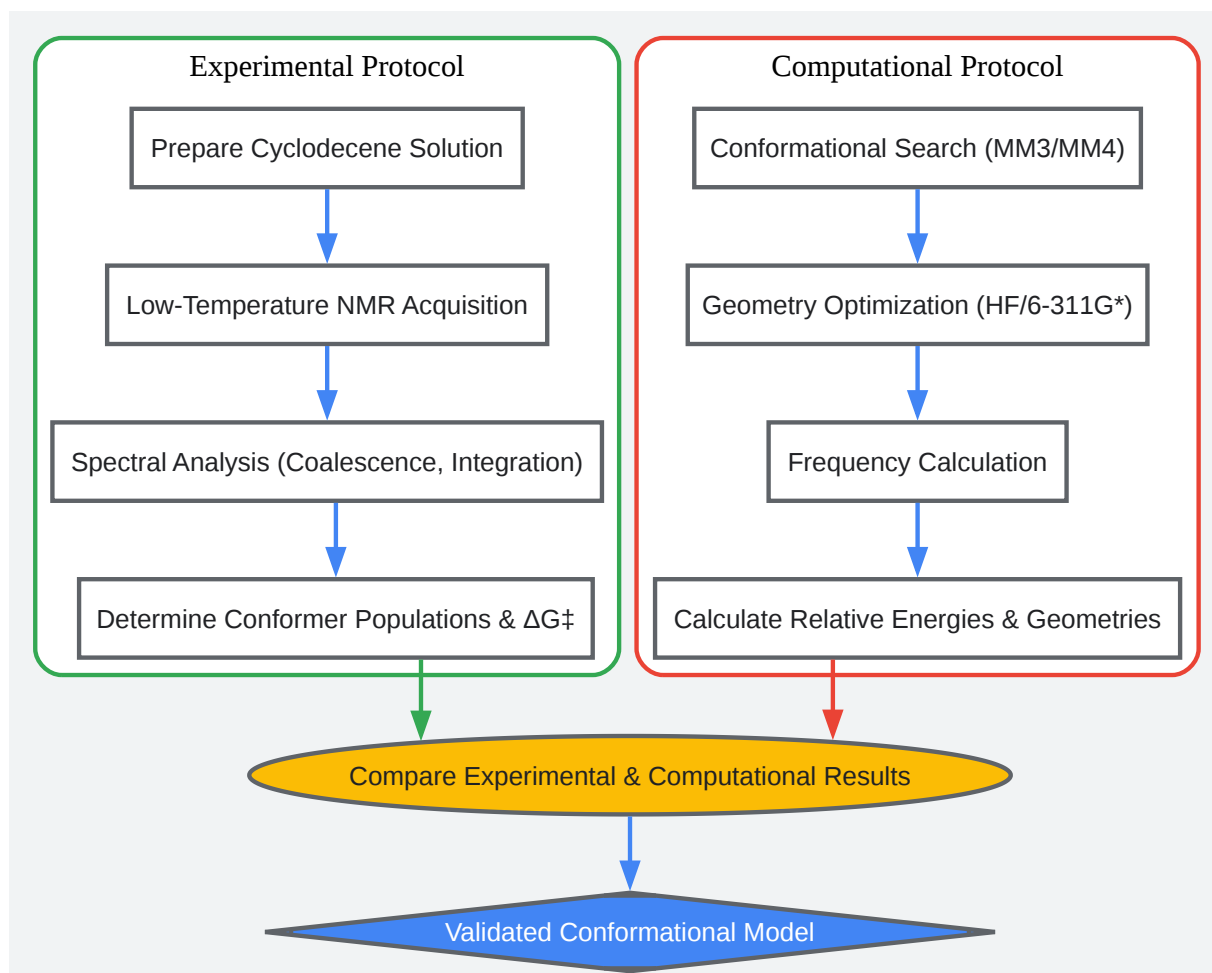 Experimental Protocol
Prepare Cyclodecene Solution
Low-Temperature NMR Acquisition
Spectral Analysis (Coalescence, Integration)
Determine Conformer Populations & ΔG‡
Computational Protocol
Conformational Search (MM3/MM4)
Geometry Optimization (HF/6-311G*)
Frequency Calculation
Calculate Relative Energies & Geometries
Compare Experimental & Computational Results
Validated Conformational Model